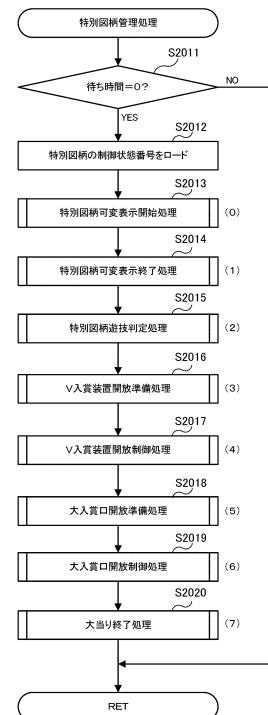 特別図柄管理処理
S2011
待ち時間=0?
NO
YES
S2012
特別図柄の制御状態番号をロード
S2013
特別図柄可変表示開始処理 (0)
S2014
特別図柄可変表示終了処理 (1)
S2015
特別図柄遊技判定処理 (2)
S2016
V入賞装置開放準備処理 (3)
S2017
V入賞装置開放制御処理 (4)
S2018
大入賞口開放準備処理 (5)
S2019
大入賞口開放制御処理 (6)
S2020
大当り終了処理 (7)
RET